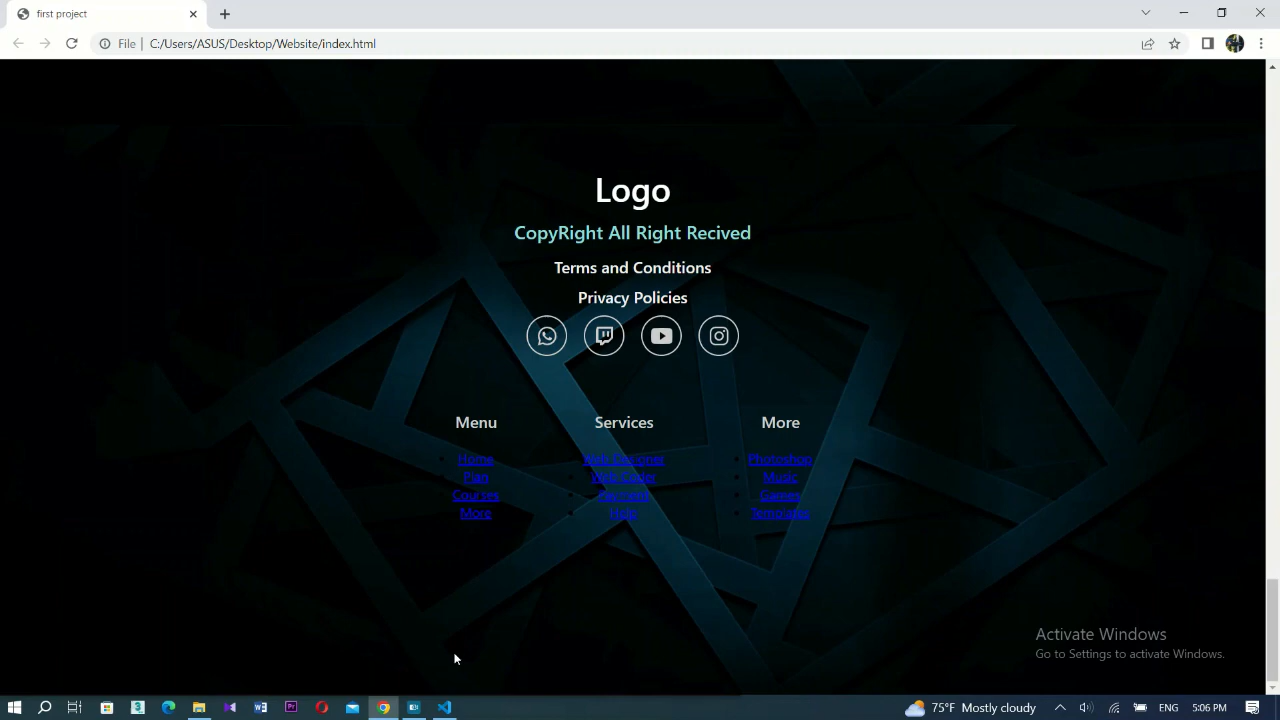 first project
File
C:/Users/ASUS/Desktop/Website/index.html
Logo
CopyRight All Right Recived
Terms and Conditions
Privacy Policies
Menu
Home
Plan
Courses
More
Services
Web Designer
Web Coder
Payment
Help
More
Photoshop
Music
Games
Templates
Activate Windows
Go to Settings to activate Windows.
75°F Mostly cloudy
ENG
5:06 PM